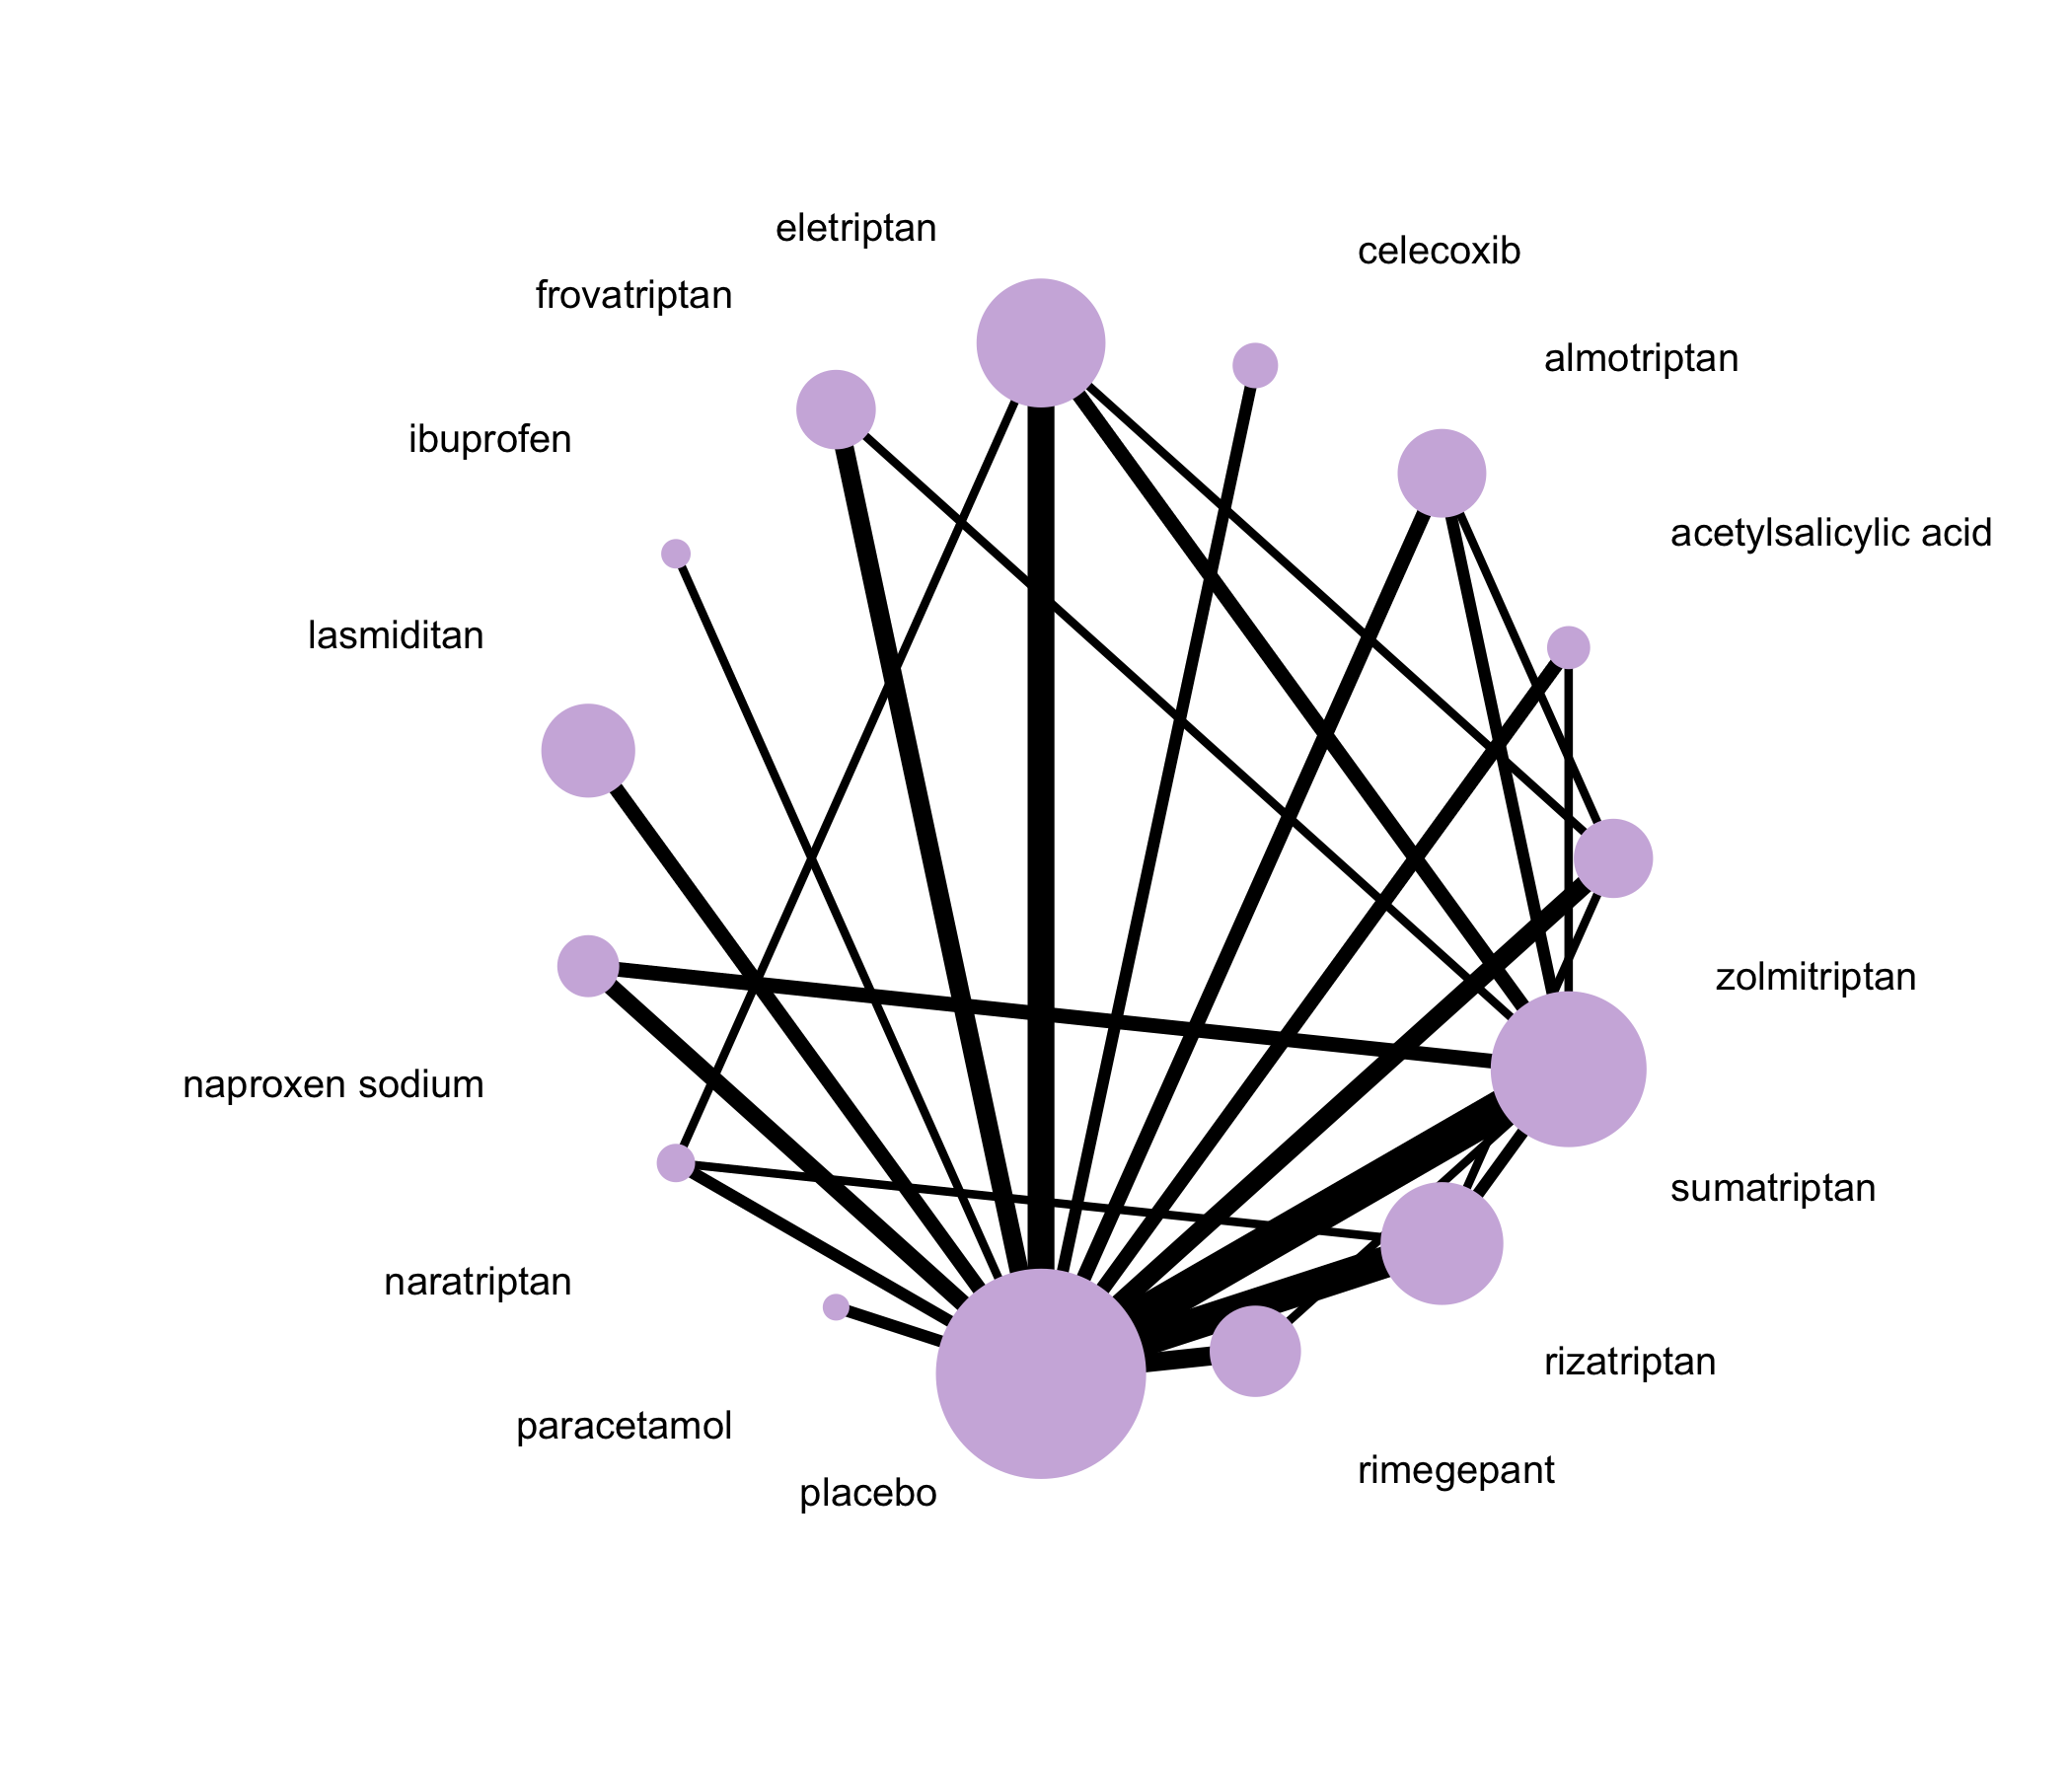 eletriptan
celecoxib
frovatriptan
almotriptan
ibuprofen
acetylsalicylic acid
lasmiditan
zolmitriptan
naproxen sodium
sumatriptan
naratriptan
rizatriptan
paracetamol
rimegepant
placebo